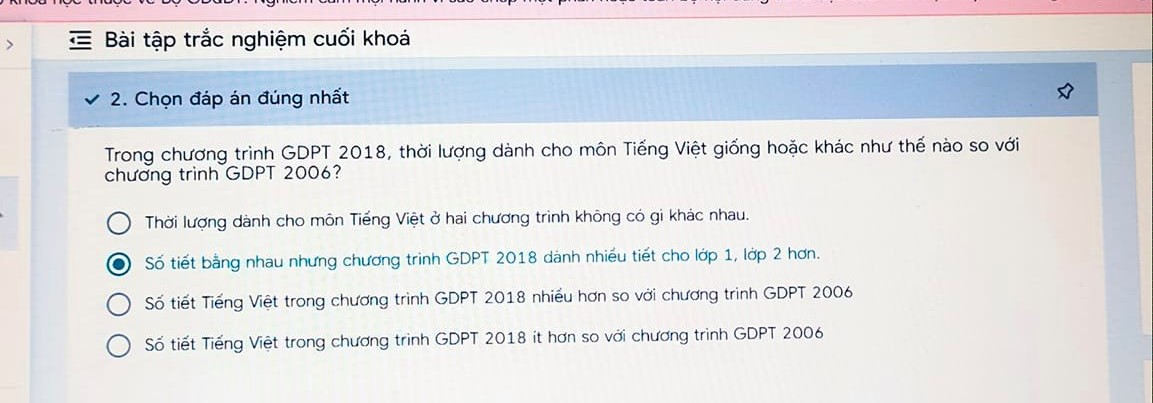 Bài tập trắc nghiệm cuối khoá
2. Chọn đáp án đúng nhất
Trong chương trình GDPT 2018, thời lượng dành cho môn Tiếng Việt giống hoặc khác như thế nào so với
chương trình GDPT 2006?
Thời lượng dành cho môn Tiếng Việt ở hai chương trình không có gì khác nhau.
Số tiết bằng nhau nhưng chương trình GDPT 2018 dành nhiều tiết cho lớp 1, lớp 2 hơn.
Số tiết Tiếng Việt trong chương trình GDPT 2018 nhiều hơn so với chương trình GDPT 2006
Số tiết Tiếng Việt trong chương trình GDPT 2018 ít hơn so với chương trình GDPT 2006